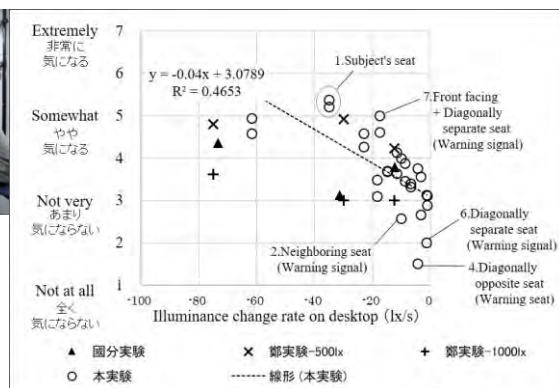 Extremely
非常に
気になる
Somewhat
やや
気になる
Not very
あまり
気にならない
Not at all
全く
気にならない
7
6
5
4
3
2
1
y = -0.04x + 3.0789
R² = 0.4653
1.Subject's seat
7.Front facing
+ Diagonally
separate seat
(Warning signal)
2.Neighboring seat
(Warning signal)
6.Diagonally
separate seat
(Warning signal)
4.Diagonally
opposite seat
(Warning seat)
-100 -80 -60 -40 -20 0
Illuminance change rate on desktop (lx/s)
▲ 國分実験 × 鄭実験-500lx + 鄭実験-1000lx
○ 本実験 ------ 線形 (本実験)